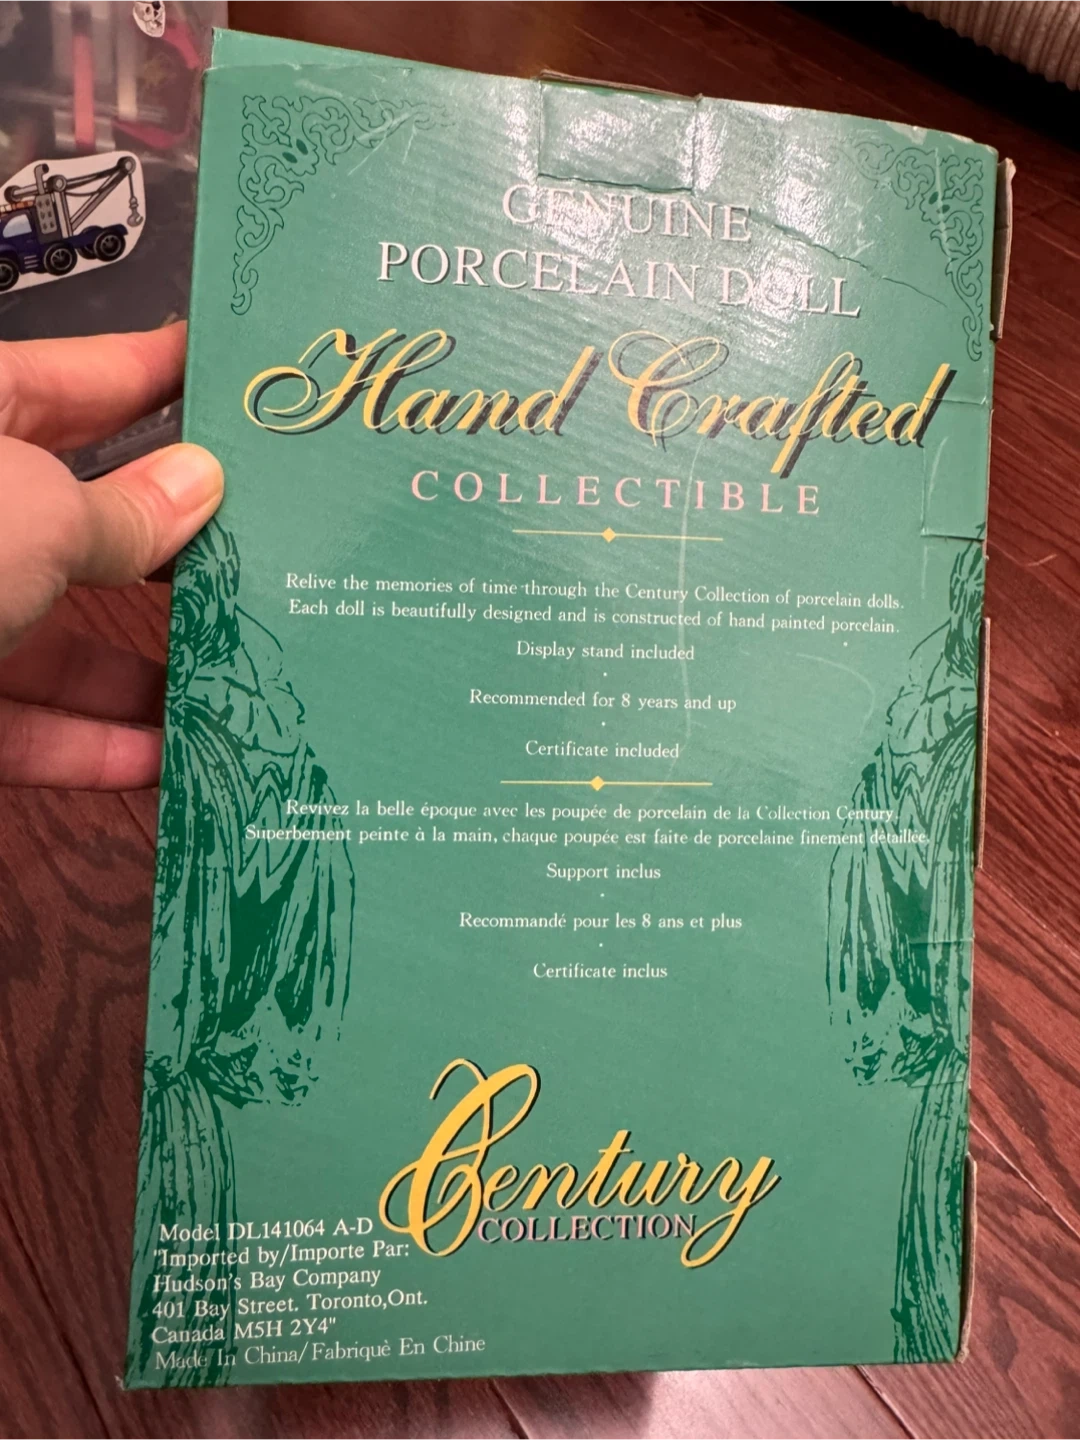 GENUINE
PORCELAIN DOLL
Hand Crafted
COLLECTIBLE
Relive the memories of time through the Century Collection of porcelain dolls.
Each doll is beautifully designed and is constructed of hand painted porcelain.
Display stand included
Recommended for 8 years and up
Certificate included
Revivez la belle époque avec les poupée de porcelain de la Collection Century.
Superbement peinte à la main, chaque poupée est faite de porcelaine finement détaillée.
Support inclus
Recommandé pour les 8 ans et plus
Certificate inclus
Century
COLLECTION
Model DL141064 A-D
"Imported by/Importe Par:
Hudson's Bay Company
401 Bay Street. Toronto,Ont.
Canada M5H 2Y4"
Made In China/Fabriquè En Chine